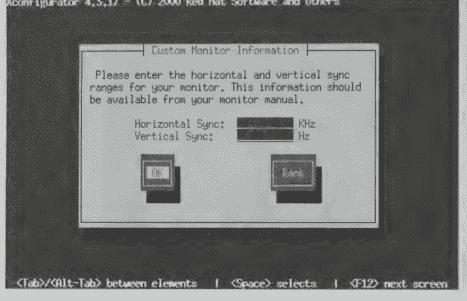 Xconfigurator 4.3.17 - (C) 2000 Red Hat Software and others
Custom Monitor Information
Please enter the horizontal and vertical sync
ranges for your monitor. This information should
be available from your monitor manual.
Horizontal Sync: KHz
Vertical Sync: Hz
OK Back
<Tab>/<Alt-Tab> between elements | <Space> selects | <F12> next screen